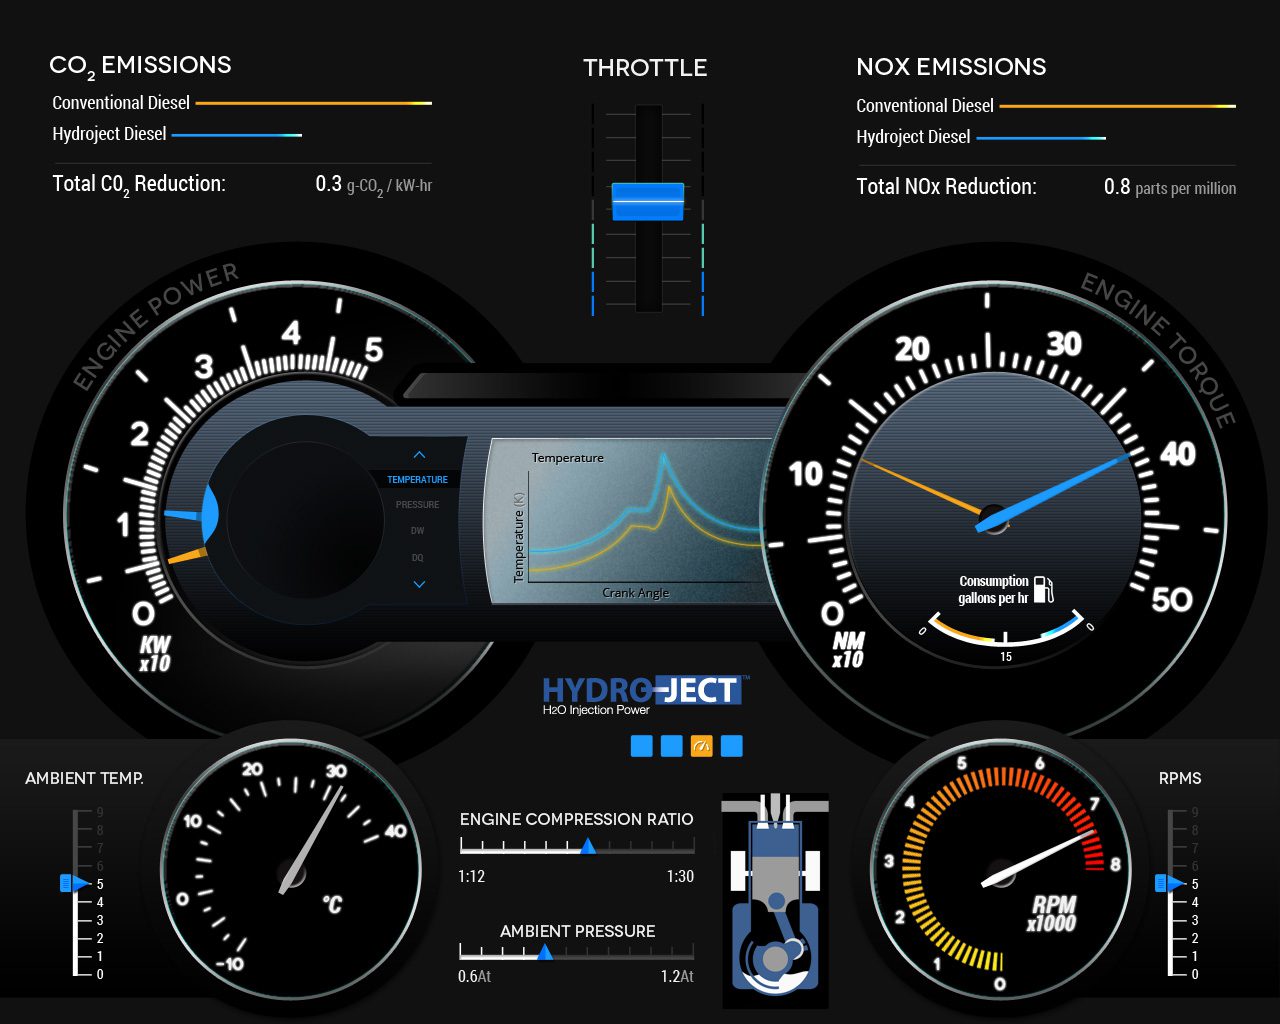 CO2 EMISSIONS
Conventional Diesel
Hydroject Diesel
Total CO2 Reduction: 0.3 g-CO2 / kW-hr
THROTTLE
NOX EMISSIONS
Conventional Diesel
Hydroject Diesel
Total NOx Reduction: 0.8 parts per million
ENGINE POWER
0
1
2
3
4
5
KW
x10
TEMPERATURE
PRESSURE
DW
DQ
Temperature
Temperature (K)
Crank Angle
ENGINE TORQUE
0
10
20
30
40
50
NM
x10
Consumption
gallons per hr
0
15
0
HYDRO-JECT™
H2O Injection Power
AMBIENT TEMP.
9
8
7
6
5
4
3
2
1
0
-10
0
10
20
30
40
°C
ENGINE COMPRESSION RATIO
1:12 1:30
AMBIENT PRESSURE
0.6At 1.2At
0
1
2
3
4
5
6
7
8
RPM
x1000
RPMS
9
8
7
6
5
4
3
2
1
0